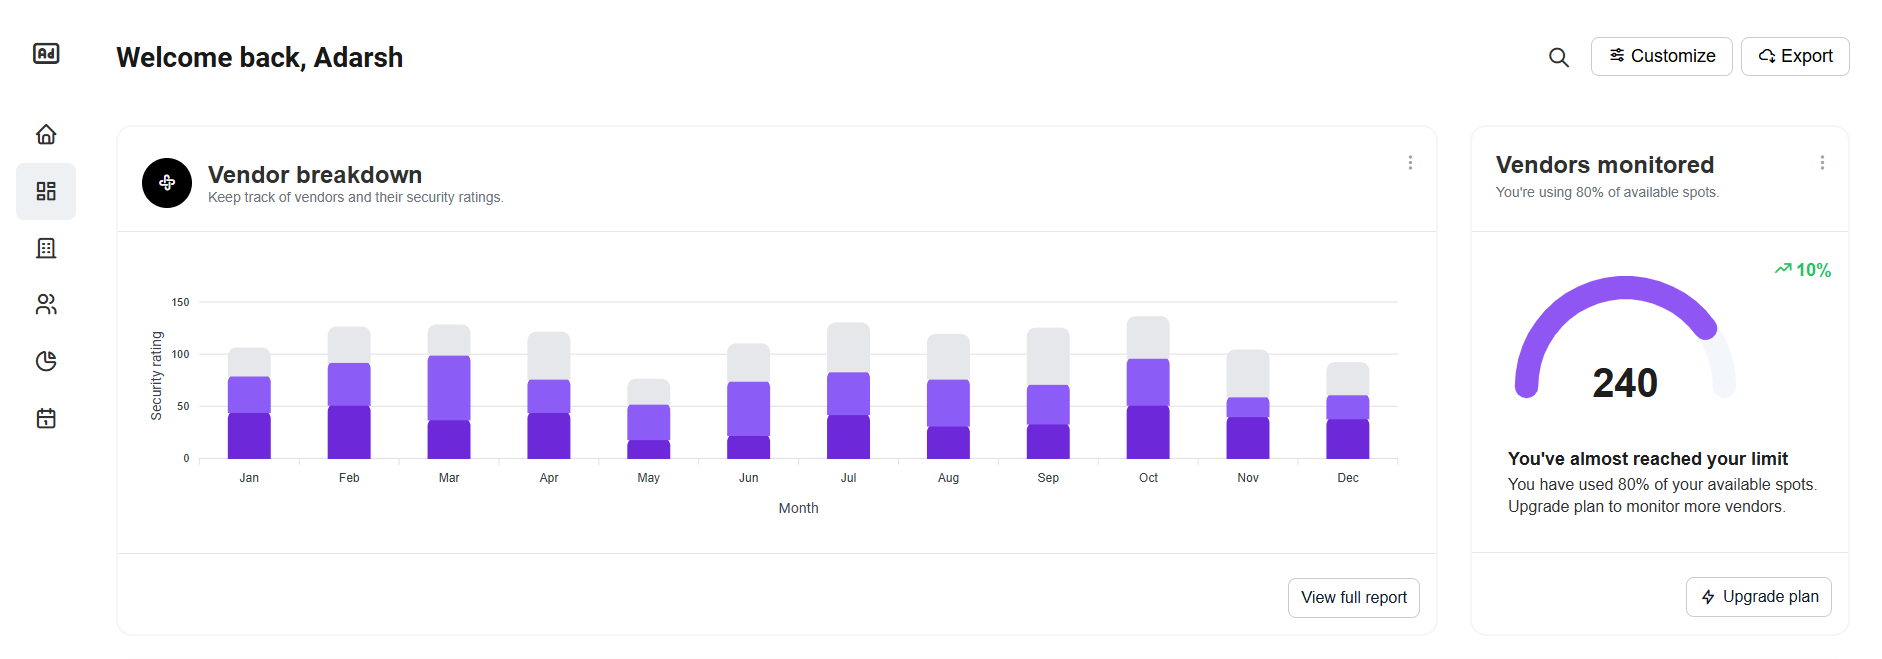 Ad
Welcome back, Adarsh
Customize
Export
Vendor breakdown
Keep track of vendors and their security ratings.
Vendors monitored
You're using 80% of available spots.
10%
Security rating
150
100
50
0
Jan Feb Mar Apr May Jun Jul Aug Sep Oct Nov Dec
Month
240
You've almost reached your limit
You have used 80% of your available spots.
Upgrade plan to monitor more vendors.
View full report
Upgrade plan